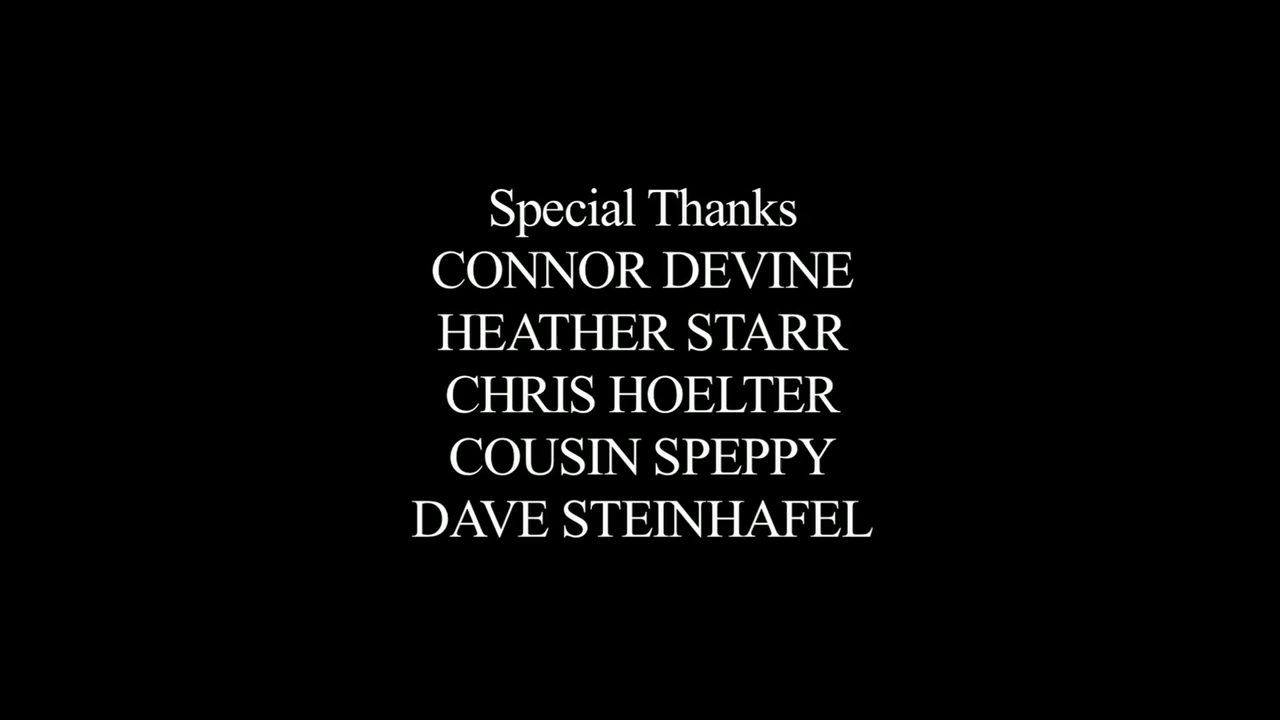 Special Thanks
CONNOR DEVINE
HEATHER STARR
CHRIS HOELTER
COUSIN SPEPPY
DAVE STEINHAFEL